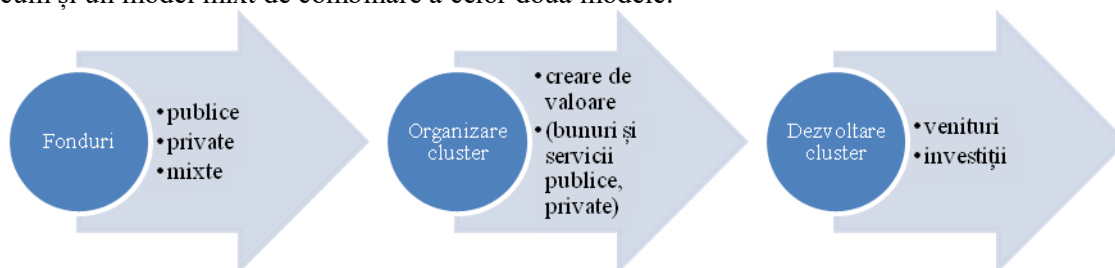 cum și un model mixt de combinare a celor două modele.
Fonduri
•publice
•private
•mixte
Organizare
cluster
•creare de
valoare
•(bunuri și
servicii
publice,
private)
Dezvoltare
cluster
•venituri
•investiții